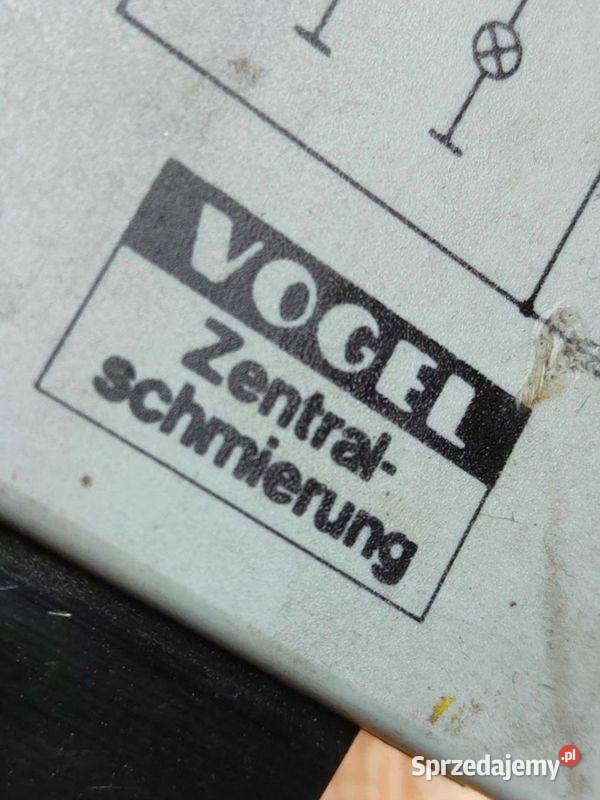 VOGEL
Zentral-
schmierung
Sprzedajemy.pl